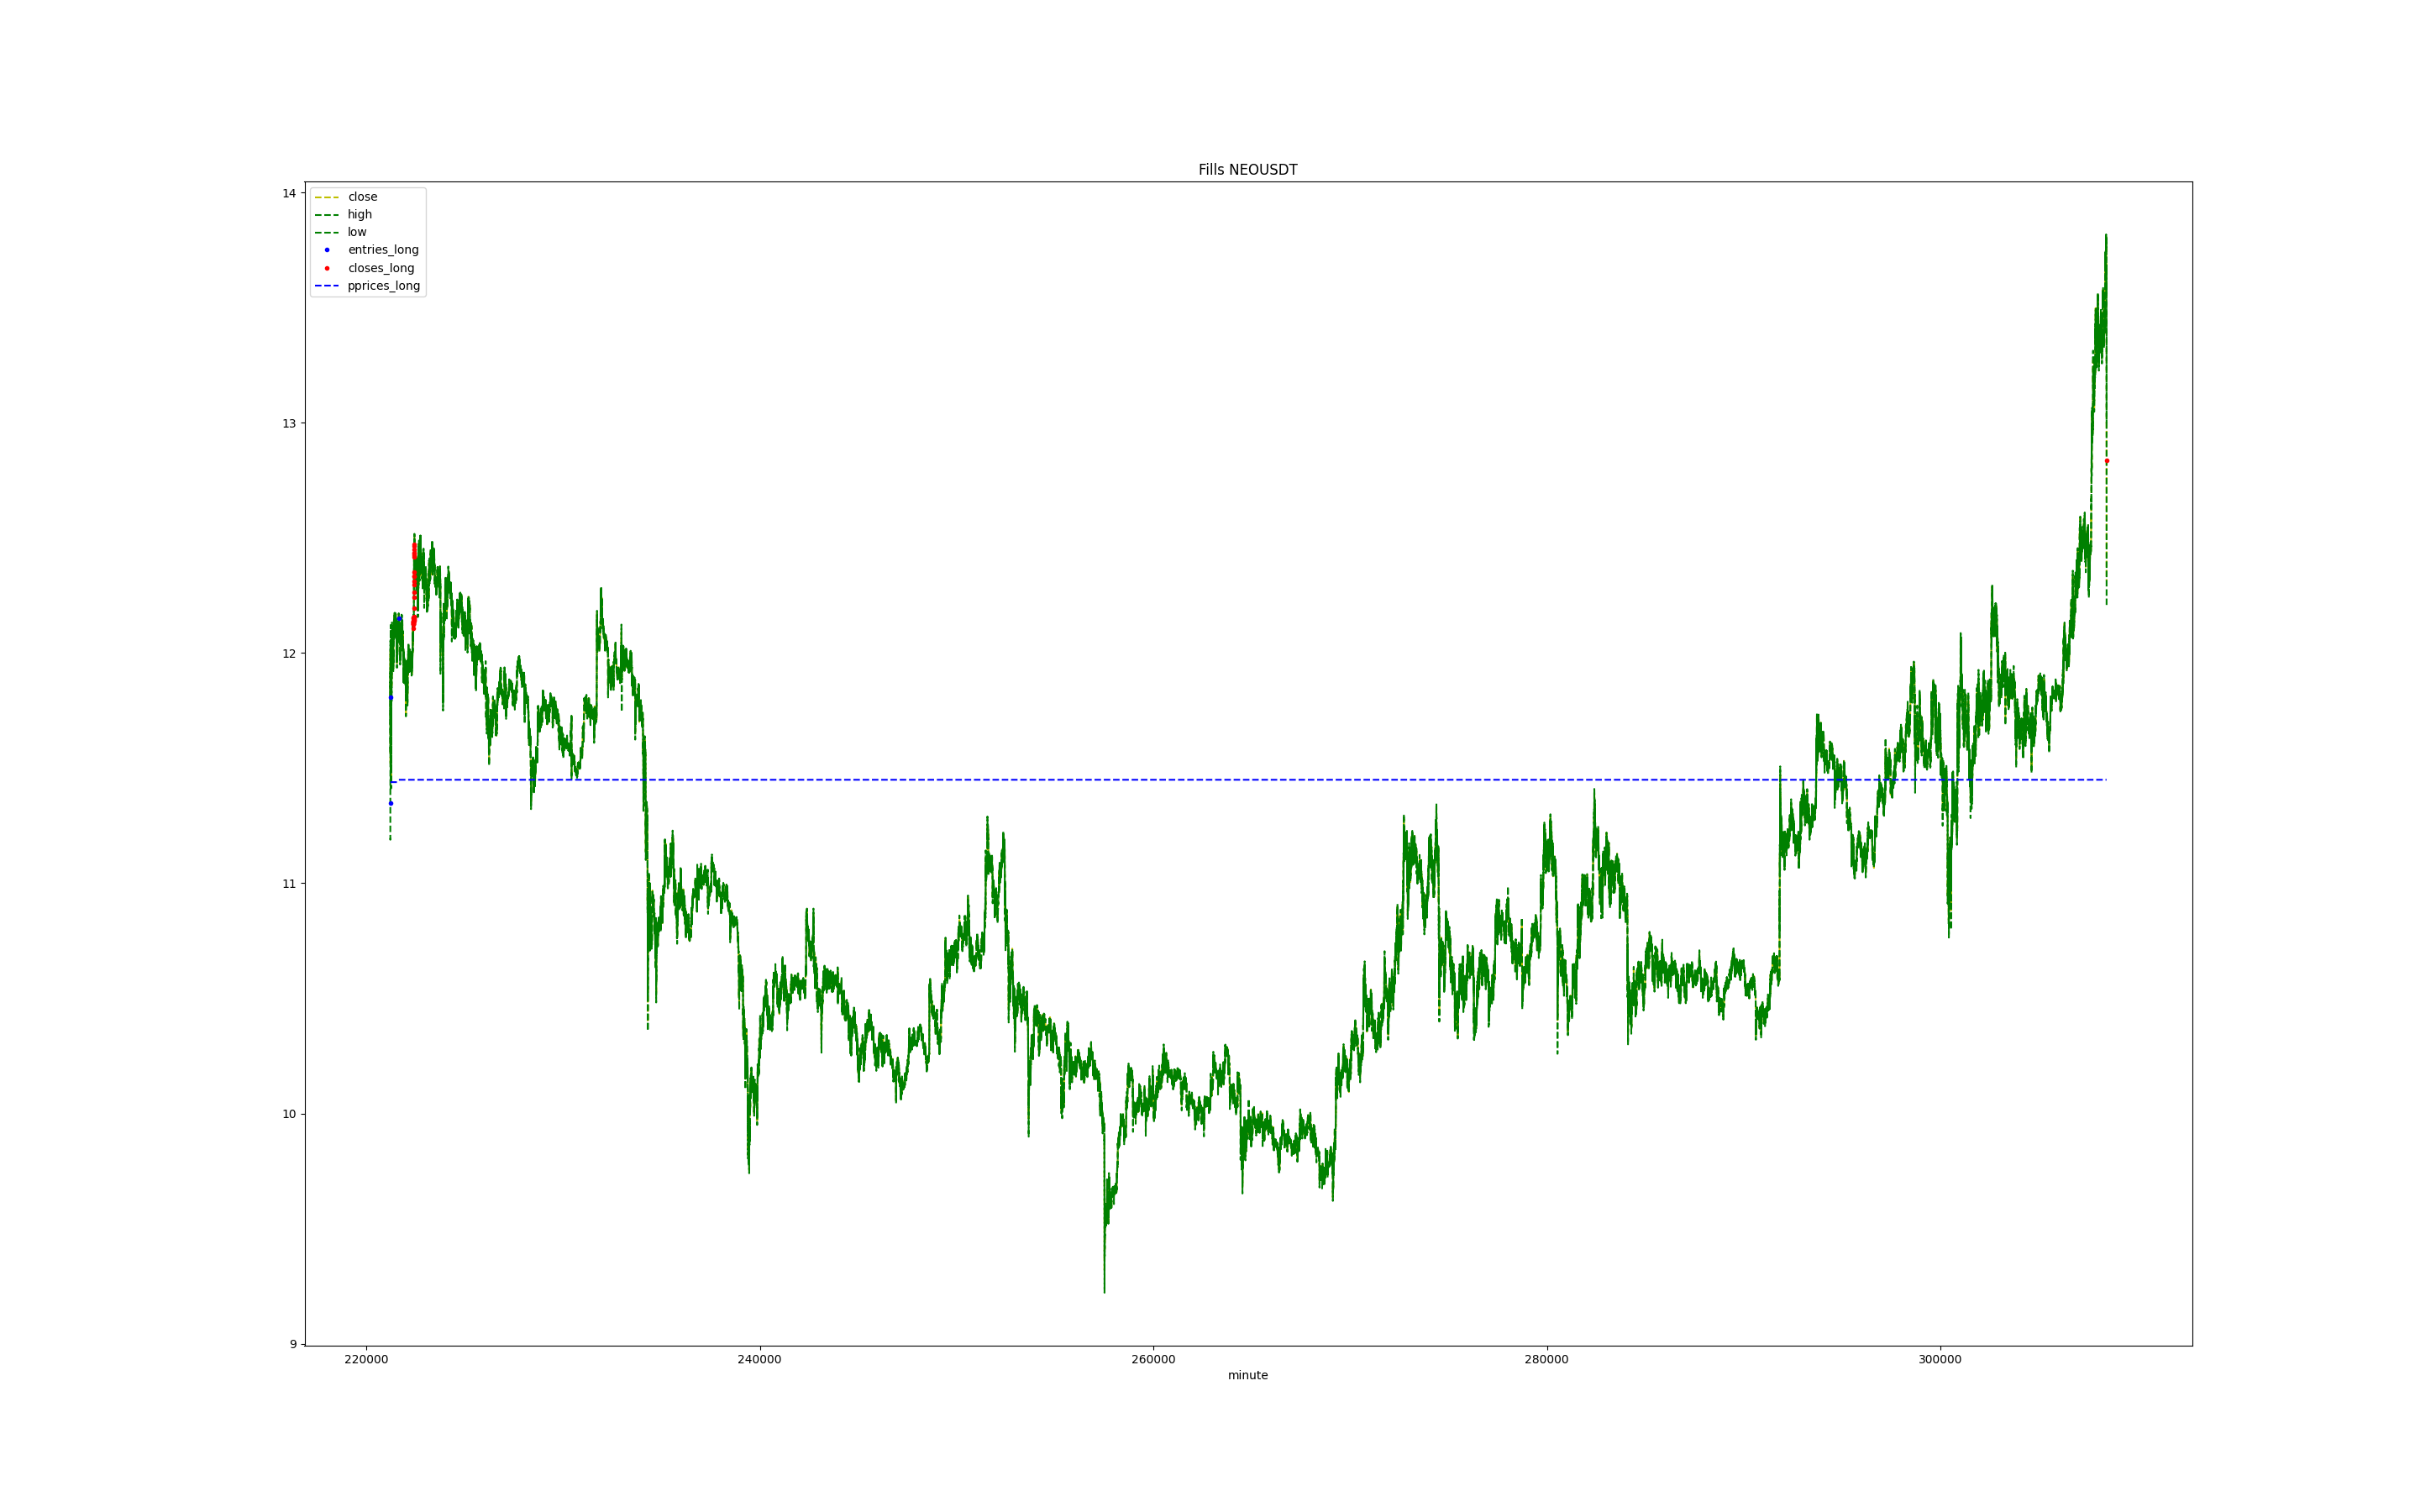 Fills NEOUSDT
14
13
12
11
10
9
close
high
low
entries_long
closes_long
pprices_long
220000
240000
260000
280000
300000
minute